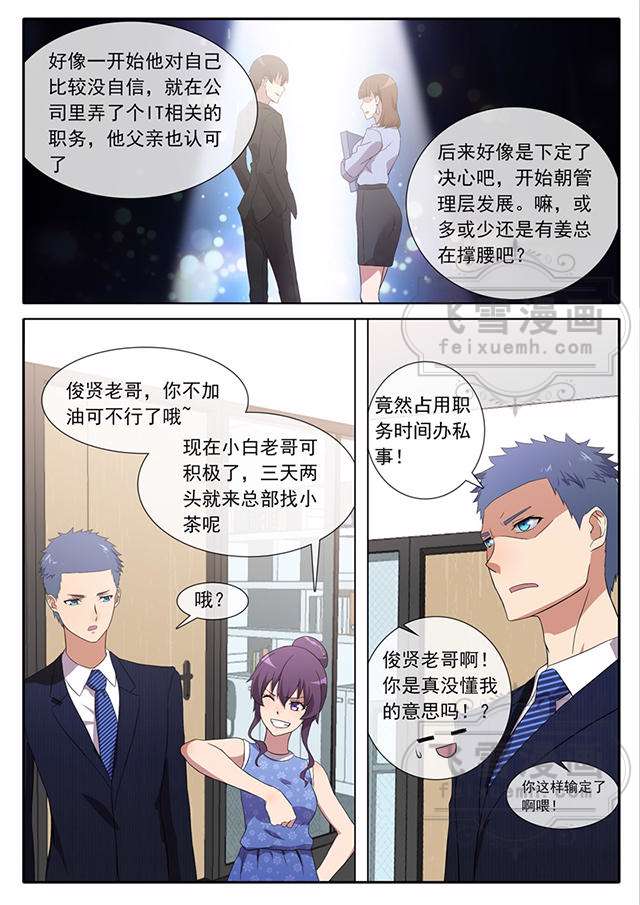 好像一开始他对自己
比较没自信，就在公
司里弄了个IT相关的
职务，他父亲也认可
了
后来好像是下定了
决心吧，开始朝管
理层发展。嘛，或
多或少还是有姜总
在撑腰吧？
飞雪漫画
feixuemh.com
俊贤老哥，你不加
油可不行了哦~
现在小白老哥可
积极了，三天两
头就来总部找小
茶呢
哦？
竟然占用职
务时间办私
事！
俊贤老哥啊！
你是真没懂我
的意思吗！？
飞雪漫画
feixuemh.com
你这样输定了
啊喂！